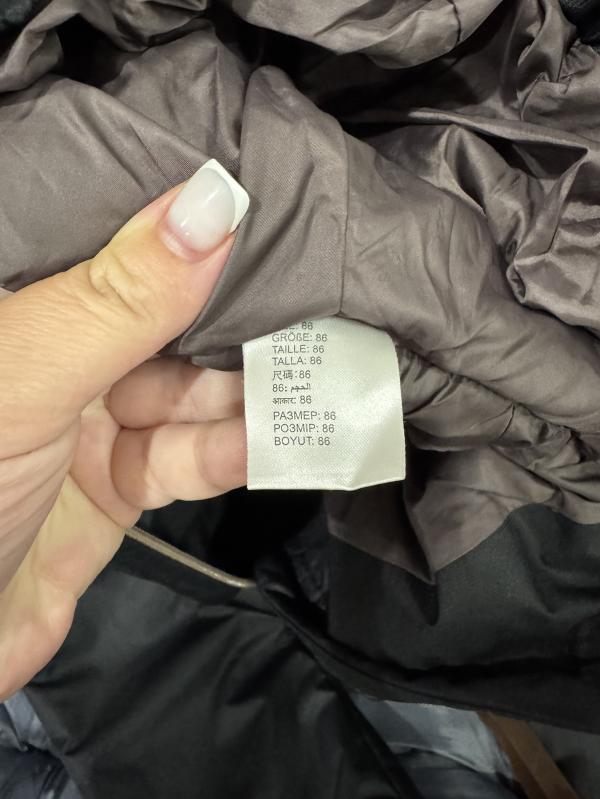 GRÖßE: 86
TAILLE: 86
TALLA: 86
尺碼:86
86: الحجم
आकार: 86
РАЗМЕР: 86
РОЗМІР: 86
BOYUT: 86